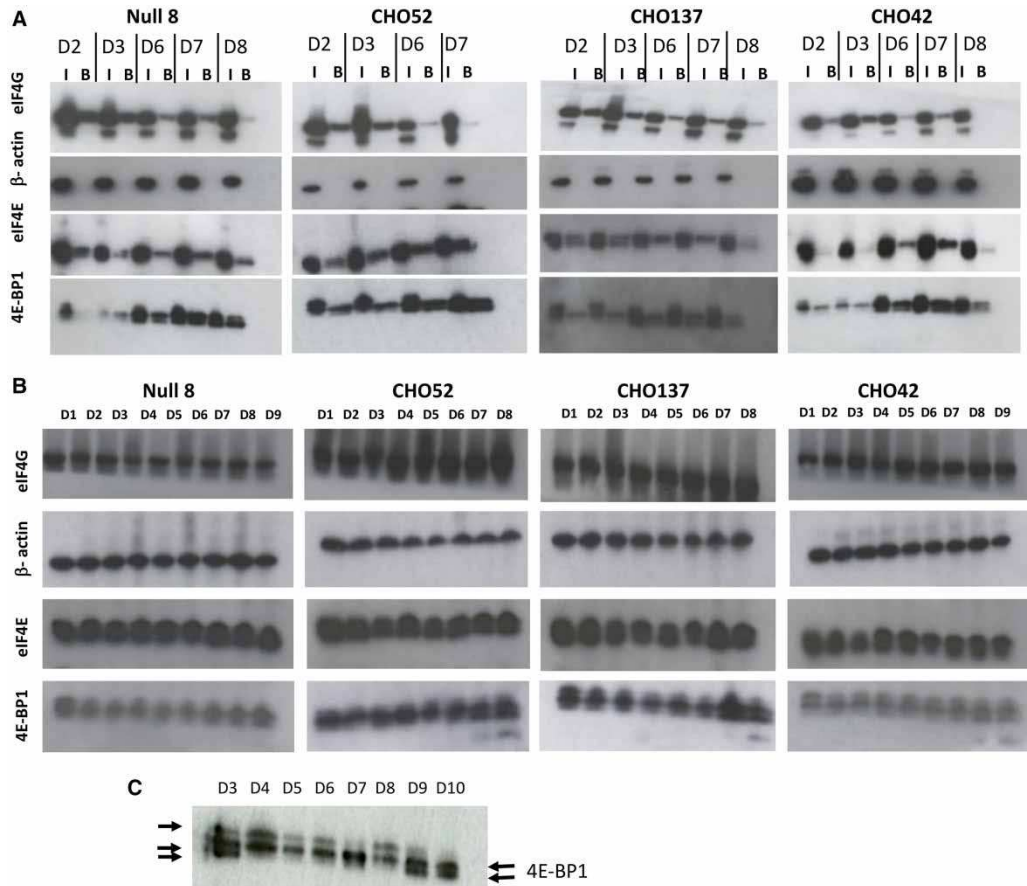 A
Null 8 CHO52 CHO137 CHO42
D2 D3 D6 D7 D8 D2 D3 D6 D7 D2 D3 D6 D7 D8 D2 D3 D6 D7 D8
I B I B I B I B I B I B I B I B I B I B I B I B I B I B I B I B I B I B I B
eIF4G
β- actin
eIF4E
4E-BP1
B
Null 8 CHO52 CHO137 CHO42
D1 D2 D3 D4 D5 D6 D7 D8 D9 D1 D2 D3 D4 D5 D6 D7 D8 D1 D2 D3 D4 D5 D6 D7 D8 D1 D2 D3 D4 D5 D6 D7 D8 D9
eIF4G
β- actin
eIF4E
4E-BP1
C
D3 D4 D5 D6 D7 D8 D9 D10
4E-BP1